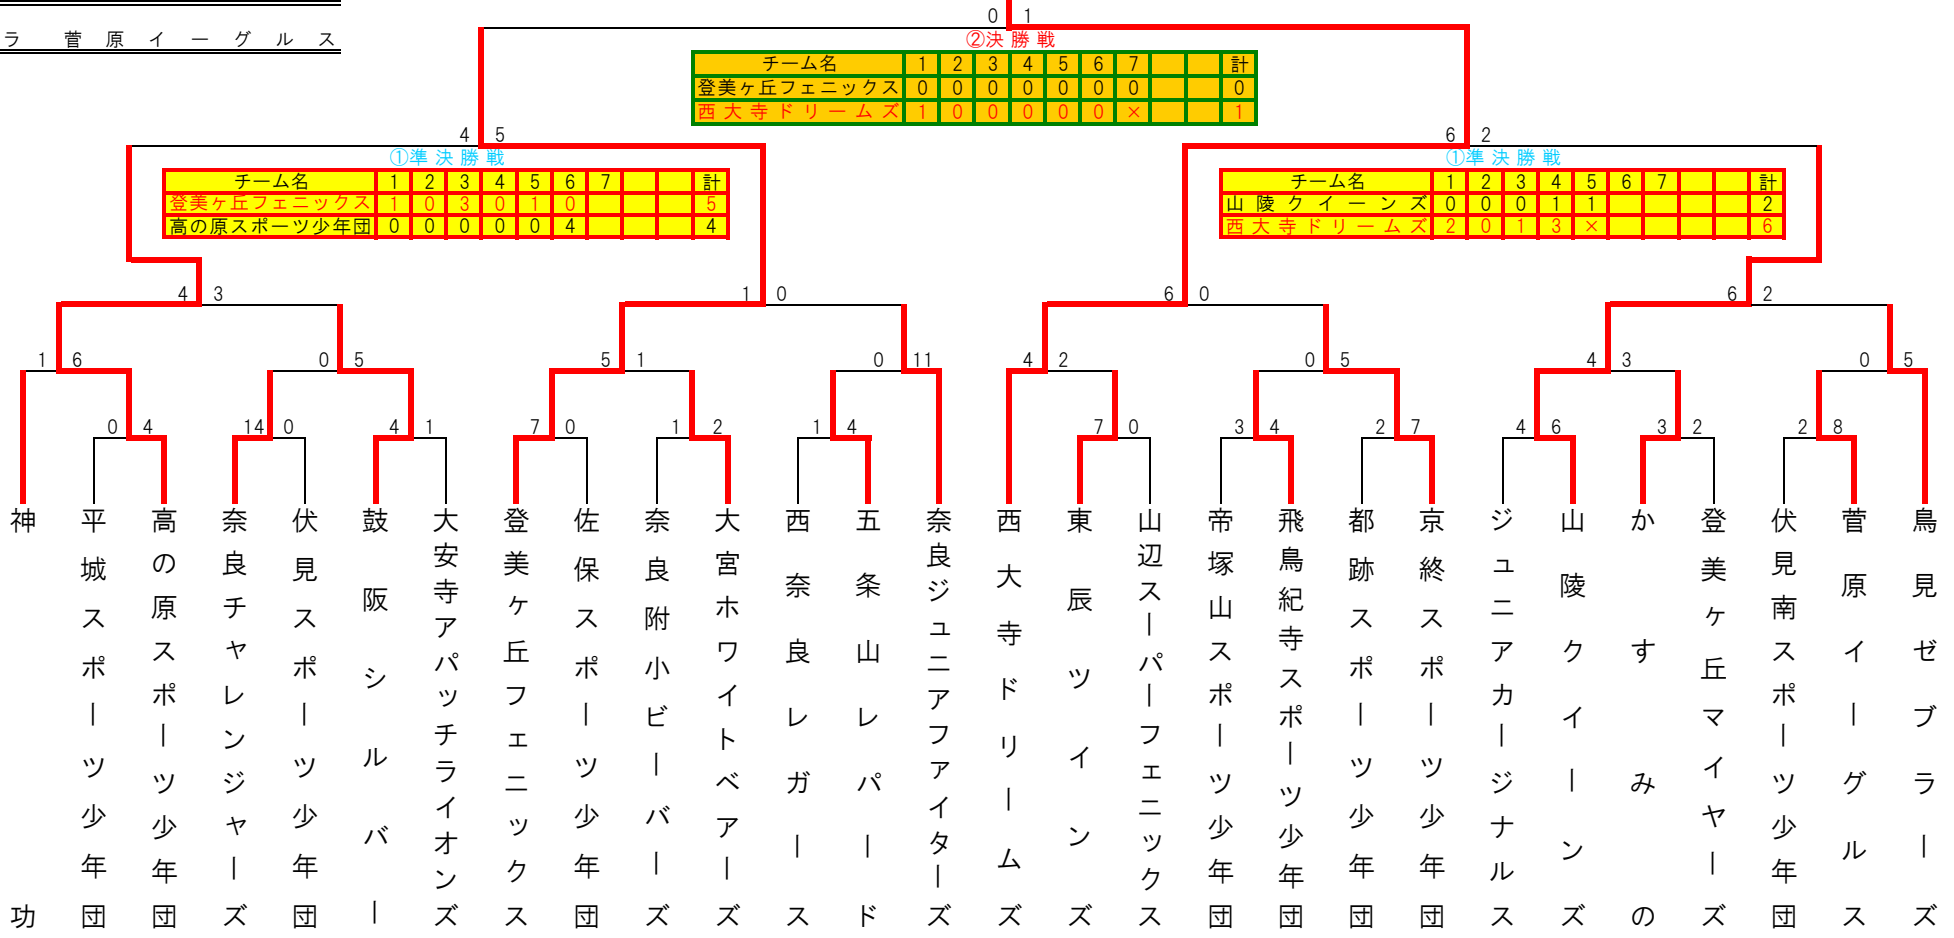 0 1
ラ 菅原イーグルス
②決勝戦
チーム名 1 2 3 4 5 6 7 計
登美ヶ丘フェニックス 0 0 0 0 0 0 0 0
西大寺ドリームズ 1 0 0 0 0 0 × 1
4 5 6 2
①準決勝戦 ①準決勝戦
チーム名 1 2 3 4 5 6 7 計
登美ヶ丘フェニックス 1 0 3 0 1 0 5
高の原スポーツ少年団 0 0 0 0 0 4 4
チーム名 1 2 3 4 5 6 7 計
山陵クイーンズ 0 0 0 1 1 2
西大寺ドリームズ 2 0 1 3 × 6
4 3 1 0 6 0 6 2
1 6 0 5 5 1 0 11 4 2 0 5 4 3 0 5
0 4 14 0 4 1 7 0 1 2 1 4 7 0 3 4 2 7 4 6 3 2 2 8
神功
平城スポーツ少年団
高の原スポーツ少年団
奈良チャレンジャーズ
伏見スポーツ少年団
鼓阪シルバー
大安寺アパッチライオンズ
登美ヶ丘フェニックス
佐保スポーツ少年団
奈良附小ビーバーズ
大宮ホワイトベアーズ
西奈良レガース
五条山レパード
奈良ジュニアファイターズ
西大寺ドリームズ
東辰ツインズ
山辺スーパーフェニックス
帝塚山スポーツ少年団
飛鳥紀寺スポーツ少年団
都跡スポーツ少年団
京終スポーツ少年団
ジュニアカージナルス
山陵クイーンズ
かすみの
登美ヶ丘マイヤーズ
伏見南スポーツ少年団
菅原イーグルス
鳥見ゼブラーズ